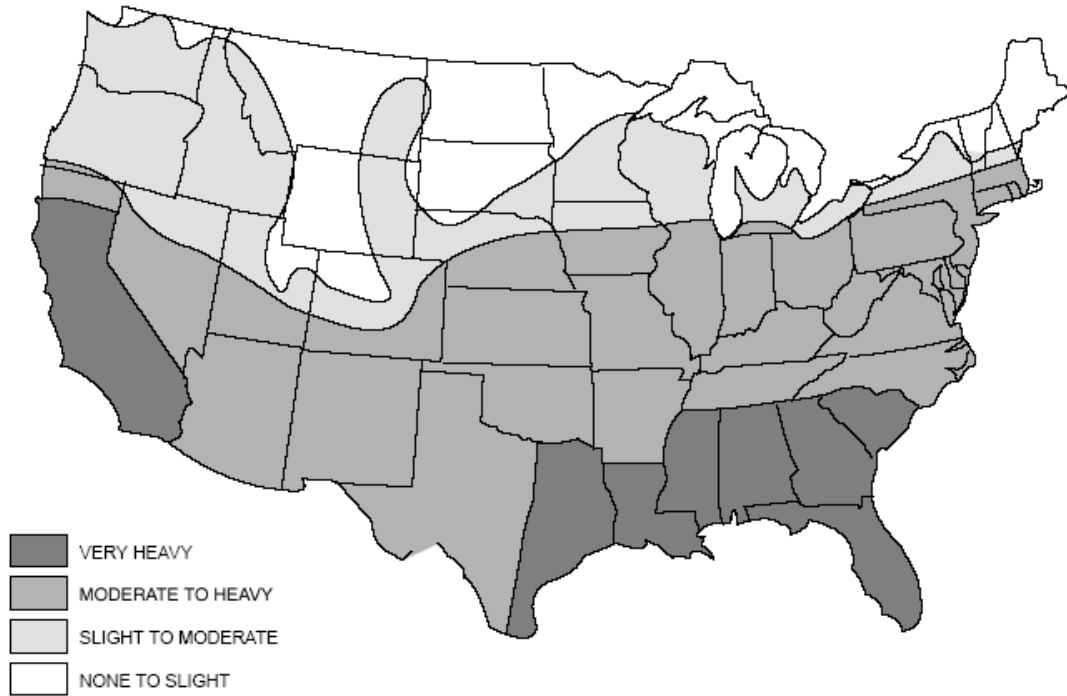 VERY HEAVY
MODERATE TO HEAVY
SLIGHT TO MODERATE
NONE TO SLIGHT